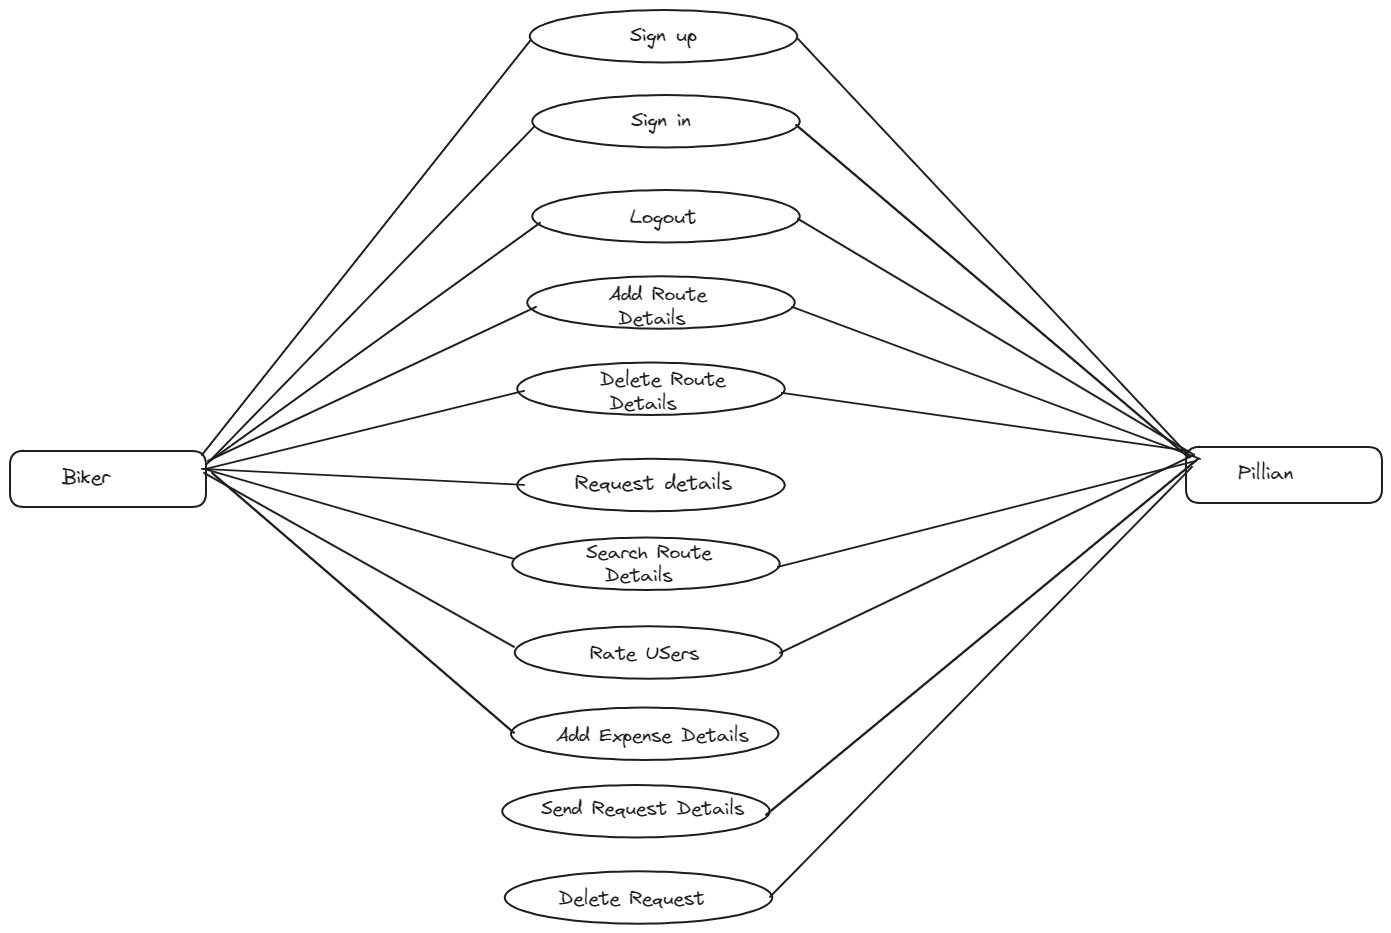 Sign up
Sign in
Logout
Add Route
Details
Delete Route
Details
Biker
Request details
Pillian
Search Route
Details
Rate USers
Add Expense Details
Send Request Details
Delete Request